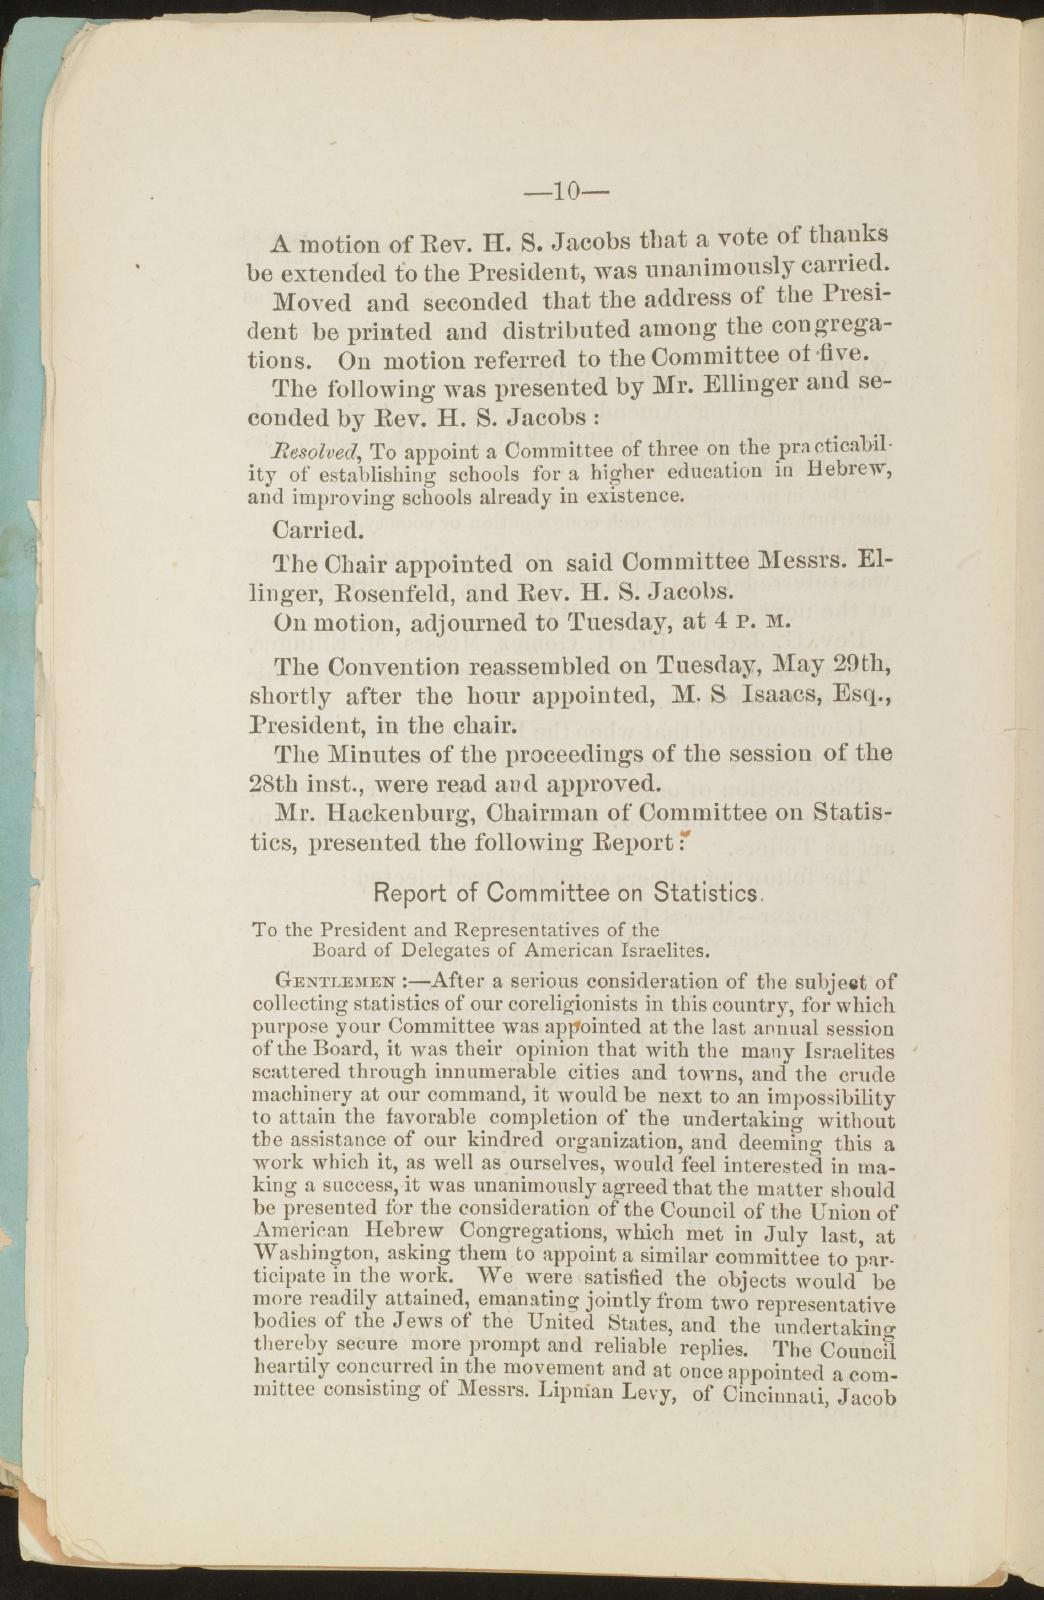 —10—
A motion of Rev. H. S. Jacobs that a vote of thanks
be extended to the President, was unanimously carried.
Moved and seconded that the address of the Presi-
dent be printed and distributed among the congrega-
tions. On motion referred to the Committee of five.
The following was presented by Mr. Ellinger and se-
conded by Rev. H. S. Jacobs :
Resolved, To appoint a Committee of three on the practicabil-
ity of establishing schools for a higher education in Hebrew,
and improving schools already in existence.
Carried.
The Chair appointed on said Committee Messrs. El-
linger, Rosenfeld, and Rev. H. S. Jacobs.
On motion, adjourned to Tuesday, at 4 P. M.
The Convention reassembled on Tuesday, May 29th,
shortly after the hour appointed, M. S Isaacs, Esq.,
President, in the chair.
The Minutes of the proceedings of the session of the
28th inst., were read and approved.
Mr. Hackenburg, Chairman of Committee on Statis-
tics, presented the following Report :
Report of Committee on Statistics.
To the President and Representatives of the
Board of Delegates of American Israelites.
GENTLEMEN :—After a serious consideration of the subject of
collecting statistics of our coreligionists in this country, for which
purpose your Committee was appointed at the last annual session
of the Board, it was their opinion that with the many Israelites
scattered through innumerable cities and towns, and the crude
machinery at our command, it would be next to an impossibility
to attain the favorable completion of the undertaking without
the assistance of our kindred organization, and deeming this a
work which it, as well as ourselves, would feel interested in ma-
king a success, it was unanimously agreed that the matter should
be presented for the consideration of the Council of the Union of
American Hebrew Congregations, which met in July last, at
Washington, asking them to appoint a similar committee to par-
ticipate in the work. We were satisfied the objects would be
more readily attained, emanating jointly from two representative
bodies of the Jews of the United States, and the undertaking
thereby secure more prompt and reliable replies. The Council
heartily concurred in the movement and at once appointed a com-
mittee consisting of Messrs. Lipman Levy, of Cincinnati, Jacob